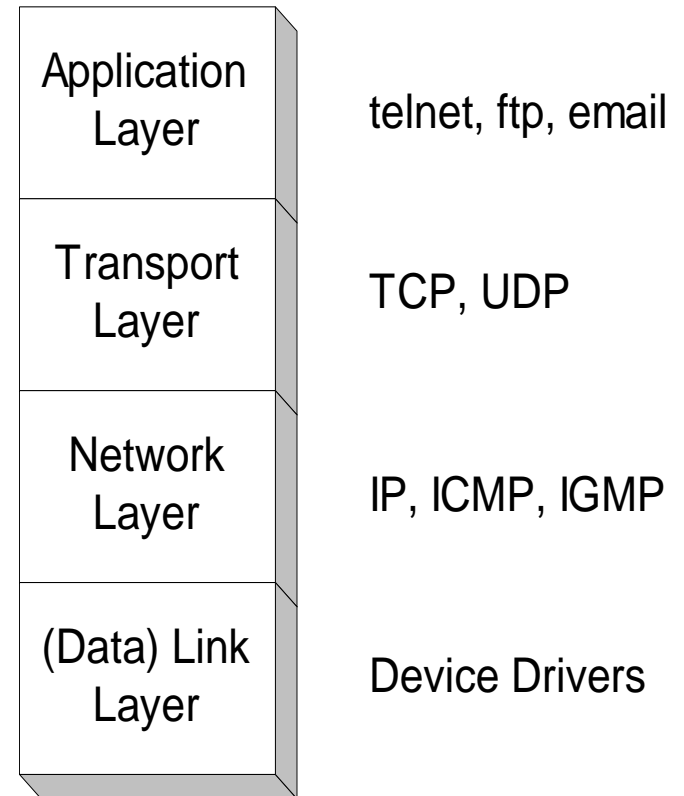 Application
Layer
telnet, ftp, email
Transport
Layer
TCP, UDP
Network
Layer
IP, ICMP, IGMP
(Data) Link
Layer
Device Drivers